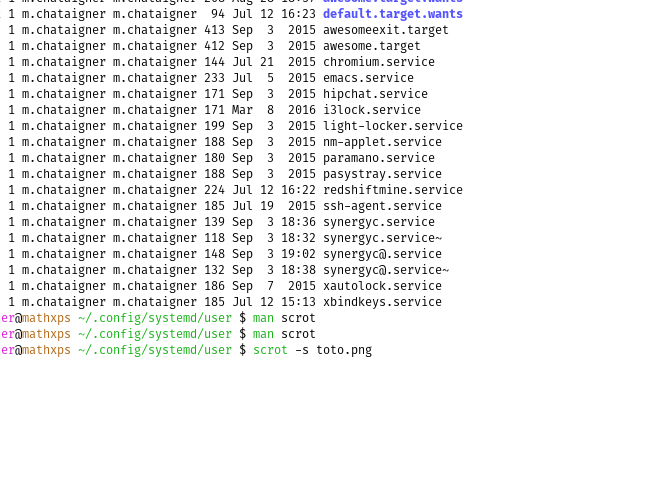 1 m.chataigner m.chataigner  94 Jul 12 16:23 default.target.wants
1 m.chataigner m.chataigner 413 Sep  3  2015 awesomeexit.target
1 m.chataigner m.chataigner 412 Sep  3  2015 awesome.target
1 m.chataigner m.chataigner 144 Jul 21  2015 chromium.service
1 m.chataigner m.chataigner 233 Jul  5  2015 emacs.service
1 m.chataigner m.chataigner 171 Sep  3  2015 hipchat.service
1 m.chataigner m.chataigner 171 Mar  8  2016 i3lock.service
1 m.chataigner m.chataigner 199 Sep  3  2015 light-locker.service
1 m.chataigner m.chataigner 188 Sep  3  2015 nm-applet.service
1 m.chataigner m.chataigner 180 Sep  3  2015 paramano.service
1 m.chataigner m.chataigner 188 Sep  3  2015 pasystray.service
1 m.chataigner m.chataigner 224 Jul 12 16:22 redshiftmine.service
1 m.chataigner m.chataigner 185 Jul 19  2015 ssh-agent.service
1 m.chataigner m.chataigner 139 Sep  3 18:36 synergyc.service
1 m.chataigner m.chataigner 118 Sep  3 18:32 synergyc.service~
1 m.chataigner m.chataigner 148 Sep  3 19:02 synergyc@.service
1 m.chataigner m.chataigner 132 Sep  3 18:38 synergyc@.service~
1 m.chataigner m.chataigner 186 Sep  7  2015 xautolock.service
1 m.chataigner m.chataigner 185 Jul 12 15:13 xbindkeys.service
er@mathxps ~/.config/systemd/user $ man scrot
er@mathxps ~/.config/systemd/user $ man scrot
er@mathxps ~/.config/systemd/user $ scrot -s toto.png